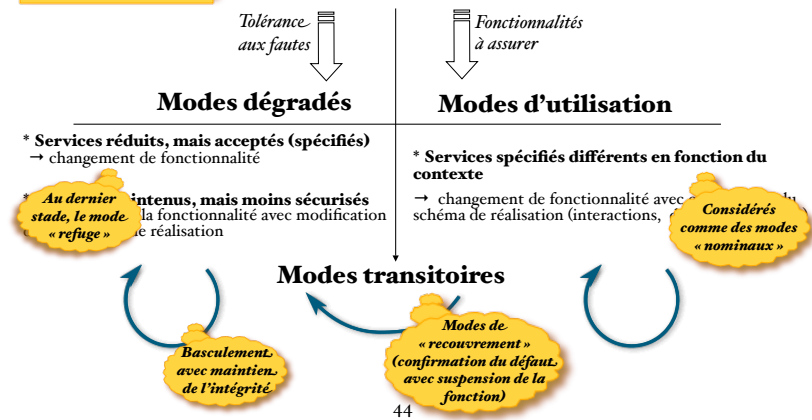 Tolérance
aux fautes
Fonctionnalités
à assurer
Modes dégradés
Modes d’utilisation
* Services réduits, mais acceptés (spécifiés)
→ changement de fonctionnalité
* intenus, mais moins sécurisés
la fonctionnalité avec modification
e réalisation
Au dernier
stade, le mode
« refuge »
* Services spécifiés différents en fonction du
contexte
→ changement de fonctionnalité avec
schéma de réalisation (interactions,
Considérés
comme des modes
« nominaux »
Modes transitoires
Basculement
avec maintien
de l’intégrité
Modes de
« recouvrement »
(confirmation du défaut
avec suspension de la
fonction)
44